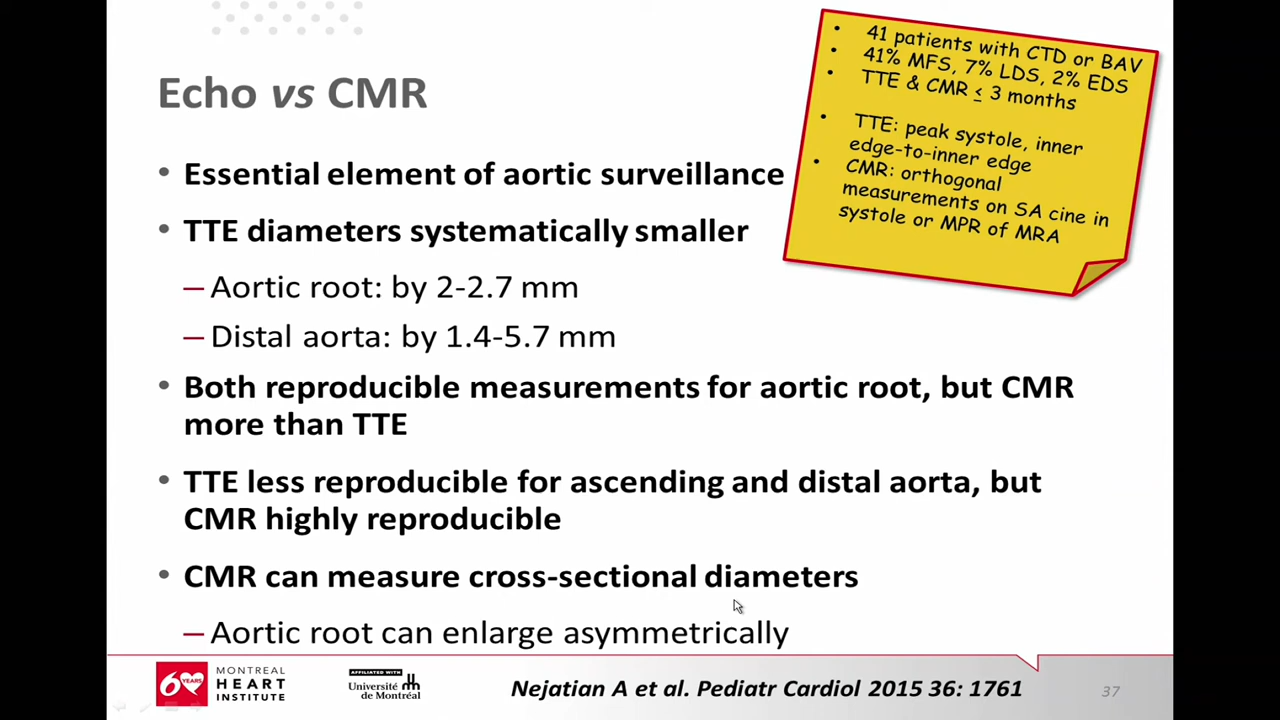 Echo vs CMR
• 41 patients with CTD or BAV
• 41% MFS, 7% LDS, 2% EDS
• TTE & CMR ≤ 3 months
• TTE: peak systole, inner
edge-to-inner edge
• CMR: orthogonal
measurements on SA cine in
systole or MPR of MRA
• Essential element of aortic surveillance
• TTE diameters systematically smaller
– Aortic root: by 2-2.7 mm
– Distal aorta: by 1.4-5.7 mm
• Both reproducible measurements for aortic root, but CMR
more than TTE
• TTE less reproducible for ascending and distal aorta, but
CMR highly reproducible
• CMR can measure cross-sectional diameters
– Aortic root can enlarge asymmetrically
60 YEARS
MONTREAL
HEART
INSTITUTE
AFFILIATED WITH
Université
de Montréal
Nejatian A et al. Pediatr Cardiol 2015 36: 1761
37